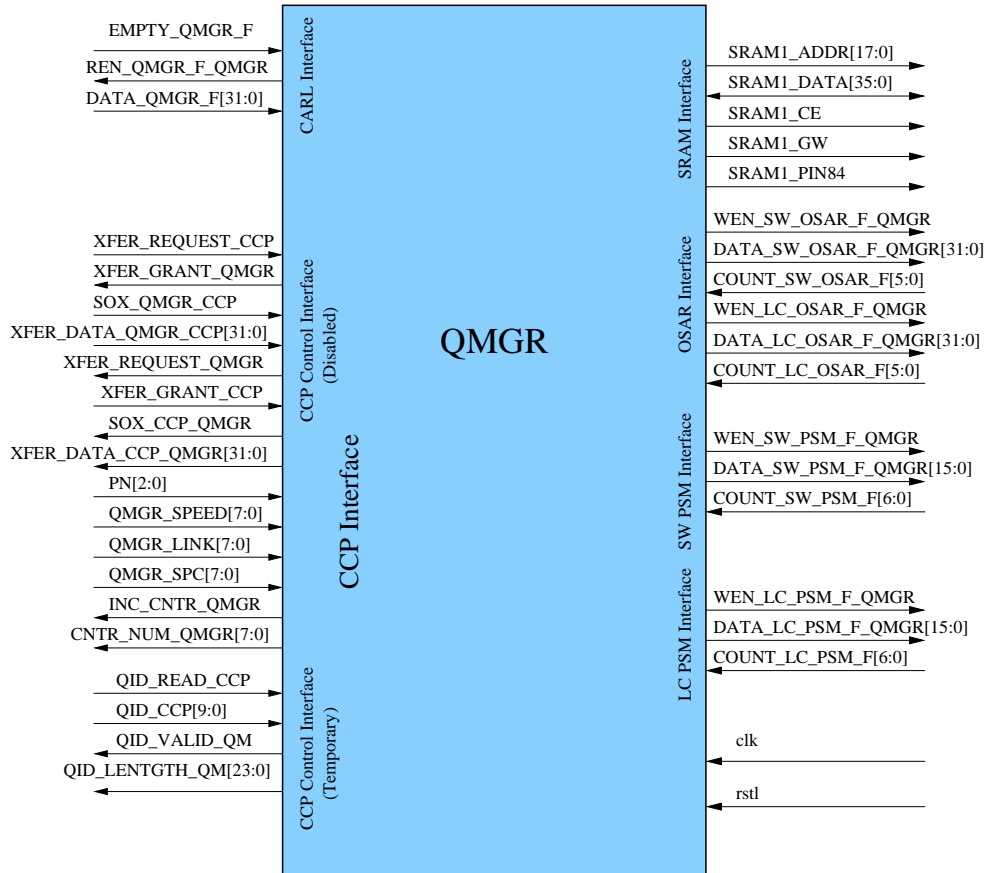 EMPTY_QMGR_F
REN_QMGR_F_QMGR
DATA_QMGR_F[31:0]
CARL Interface
XFER_REQUEST_CCP
XFER_GRANT_QMGR
SOX_QMGR_CCP
XFER_DATA_QMGR_CCP[31:0]
XFER_REQUEST_QMGR
XFER_GRANT_CCP
SOX_CCP_QMGR
XFER_DATA_CCP_QMGR[31:0]
PN[2:0]
QMGR_SPEED[7:0]
QMGR_LINK[7:0]
QMGR_SPC[7:0]
INC_CNTR_QMGR
CNTR_NUM_QMGR[7:0]
CCP Control Interface
(Disabled)
CCP Interface
QID_READ_CCP
QID_CCP[9:0]
QID_VALID_QM
QID_LENTGTH_QM[23:0]
CCP Control Interface
(Temporary)
QMGR
SRAM Interface
SRAM1_ADDR[17:0]
SRAM1_DATA[35:0]
SRAM1_CE
SRAM1_GW
SRAM1_PIN84
OSAR Interface
WEN_SW_OSAR_F_QMGR
DATA_SW_OSAR_F_QMGR[31:0]
COUNT_SW_OSAR_F[5:0]
WEN_LC_OSAR_F_QMGR
DATA_LC_OSAR_F_QMGR[31:0]
COUNT_LC_OSAR_F[5:0]
SW PSM Interface
WEN_SW_PSM_F_QMGR
DATA_SW_PSM_F_QMGR[15:0]
COUNT_SW_PSM_F[6:0]
LC PSM Interface
WEN_LC_PSM_F_QMGR
DATA_LC_PSM_F_QMGR[15:0]
COUNT_LC_PSM_F[6:0]
clk
rstl